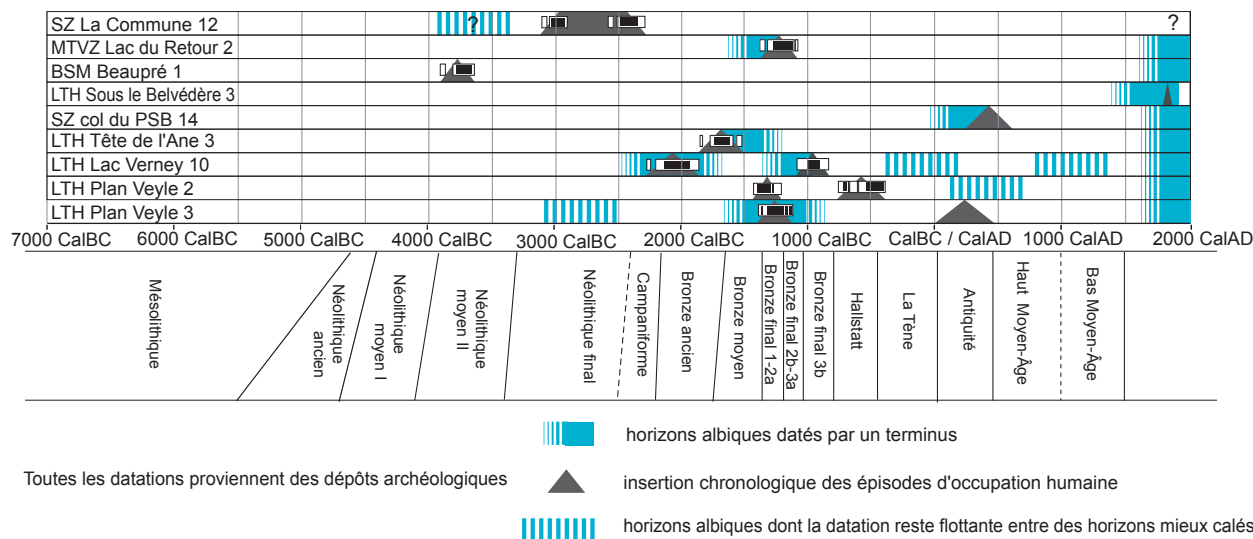 SZ La Commune 12 ? ?
MTVZ Lac du Retour 2
BSM Beaupré 1
LTH Sous le Belvédère 3
SZ col du PSB 14
LTH Tête de l'Ane 3
LTH Lac Verney 10
LTH Plan Veyle 2
LTH Plan Veyle 3
7000 CalBC 6000 CalBC 5000 CalBC 4000 CalBC 3000 CalBC 2000 CalBC 1000 CalBC CalBC / CalAD 1000 CalAD 2000 CalAD
Mésolithique
Néolithique
ancien
Néolithique
moyen I
Néolithique
moyen II
Néolithique final
Campaniforme
Bronze ancien
Bronze moyen
Bronze final 1-2a
Bronze final 2b-3a
Bronze final 3b
Hallstatt
La Tène
Antiquité
Haut Moyen-Âge
Bas Moyen-Âge
horizons albiques datés par un terminus
Toutes les datations proviennent des dépôts archéologiques
insertion chronologique des épisodes d'occupation humaine
horizons albiques dont la datation reste flottante entre des horizons mieux calés